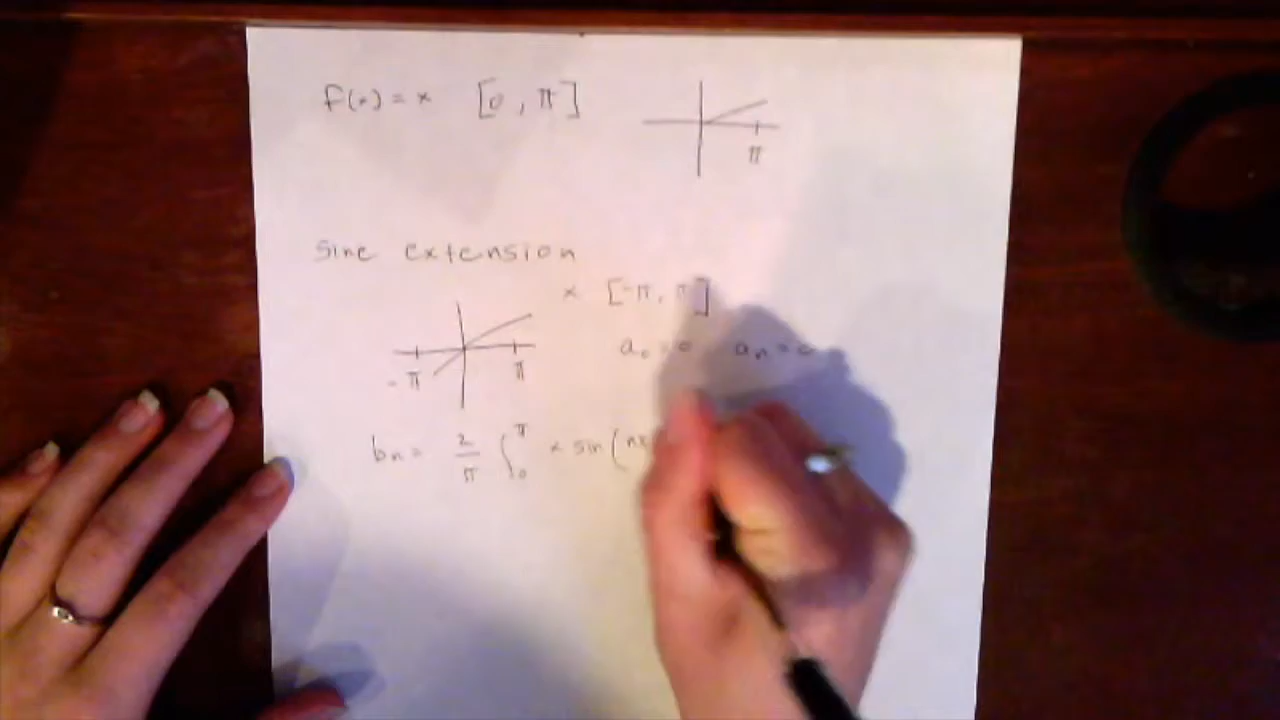 f(x) = x [0, π]
π
sine extension
x [-π, π]
-π π
a₀ = 0 aₙ = 0
bₙ = 2/π ∫₀^π x sin(nx